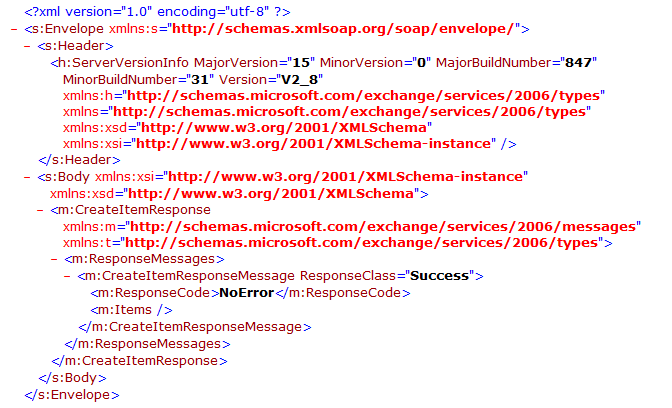 <?xml version="1.0" encoding="utf-8" ?>
- <s:Envelope xmlns:s="http://schemas.xmlsoap.org/soap/envelope/">
- <s:Header>
<h:ServerVersionInfo MajorVersion="15" MinorVersion="0" MajorBuildNumber="847"
MinorBuildNumber="31" Version="V2_8"
xmlns:h="http://schemas.microsoft.com/exchange/services/2006/types"
xmlns="http://schemas.microsoft.com/exchange/services/2006/types"
xmlns:xsd="http://www.w3.org/2001/XMLSchema"
xmlns:xsi="http://www.w3.org/2001/XMLSchema-instance" />
</s:Header>
- <s:Body xmlns:xsi="http://www.w3.org/2001/XMLSchema-instance"
xmlns:xsd="http://www.w3.org/2001/XMLSchema">
- <m:CreateItemResponse
xmlns:m="http://schemas.microsoft.com/exchange/services/2006/messages"
xmlns:t="http://schemas.microsoft.com/exchange/services/2006/types">
- <m:ResponseMessages>
- <m:CreateItemResponseMessage ResponseClass="Success">
<m:ResponseCode>NoError</m:ResponseCode>
<m:Items />
</m:CreateItemResponseMessage>
</m:ResponseMessages>
</m:CreateItemResponse>
</s:Body>
</s:Envelope>